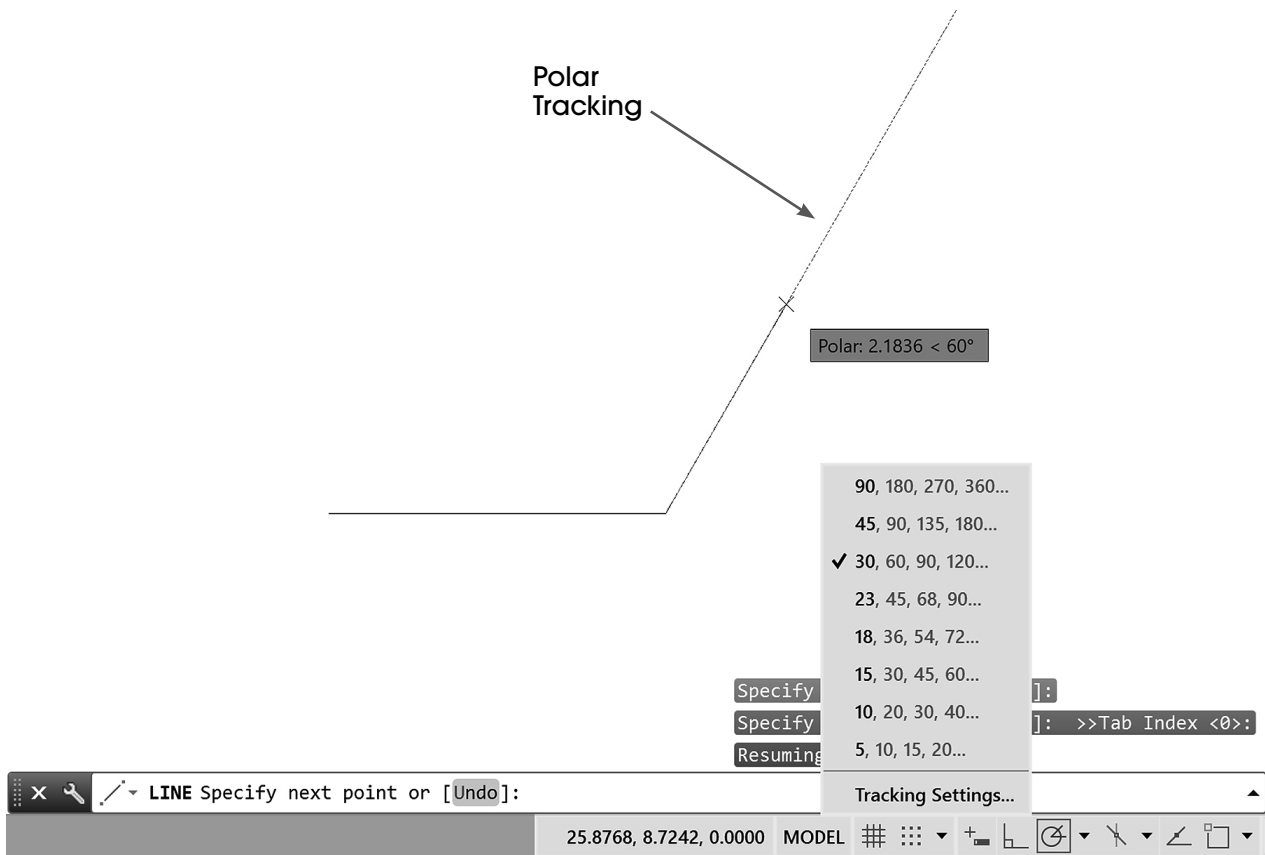 Polar
Tracking
Polar: 2.1836 < 60°
90, 180, 270, 360...
45, 90, 135, 180...
30, 60, 90, 120...
23, 45, 68, 90...
18, 36, 54, 72...
15, 30, 45, 60...
10, 20, 30, 40...
5, 10, 15, 20...
Tracking Settings...
Specify ]:
Specify ]: >>Tab Index <0>:
Resuming
LINE Specify next point or [Undo]:
25.8768, 8.7242, 0.0000 MODEL